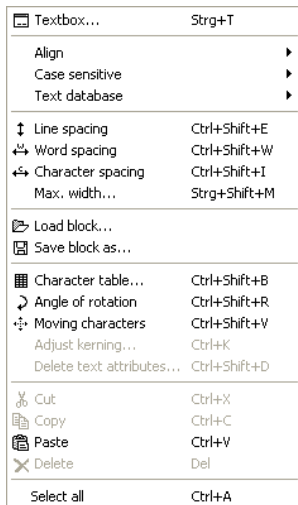 Textbox... Strg+T
Align
Case sensitive
Text database
Line spacing Ctrl+Shift+E
Word spacing Ctrl+Shift+W
Character spacing Ctrl+Shift+I
Max. width... Strg+Shift+M
Load block...
Save block as...
Character table... Ctrl+Shift+B
Angle of rotation Ctrl+Shift+R
Moving characters Ctrl+Shift+V
Adjust kerning... Ctrl+K
Delete text attributes... Ctrl+Shift+D
Cut Ctrl+X
Copy Ctrl+C
Paste Ctrl+V
Delete Del
Select all Ctrl+A